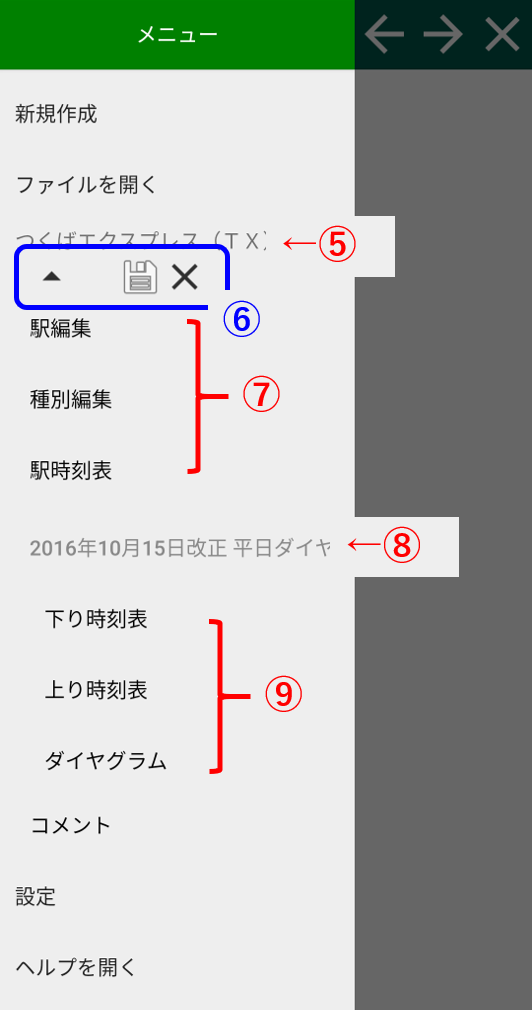 メニュー
新規作成
ファイルを開く
つくばエクスプレス（ＴＸ）
←⑤
⑥
駅編集
種別編集
⑦
駅時刻表
2016年10月15日改正 平日ダイヤ
←⑧
下り時刻表
上り時刻表
⑨
ダイヤグラム
コメント
設定
ヘルプを開く